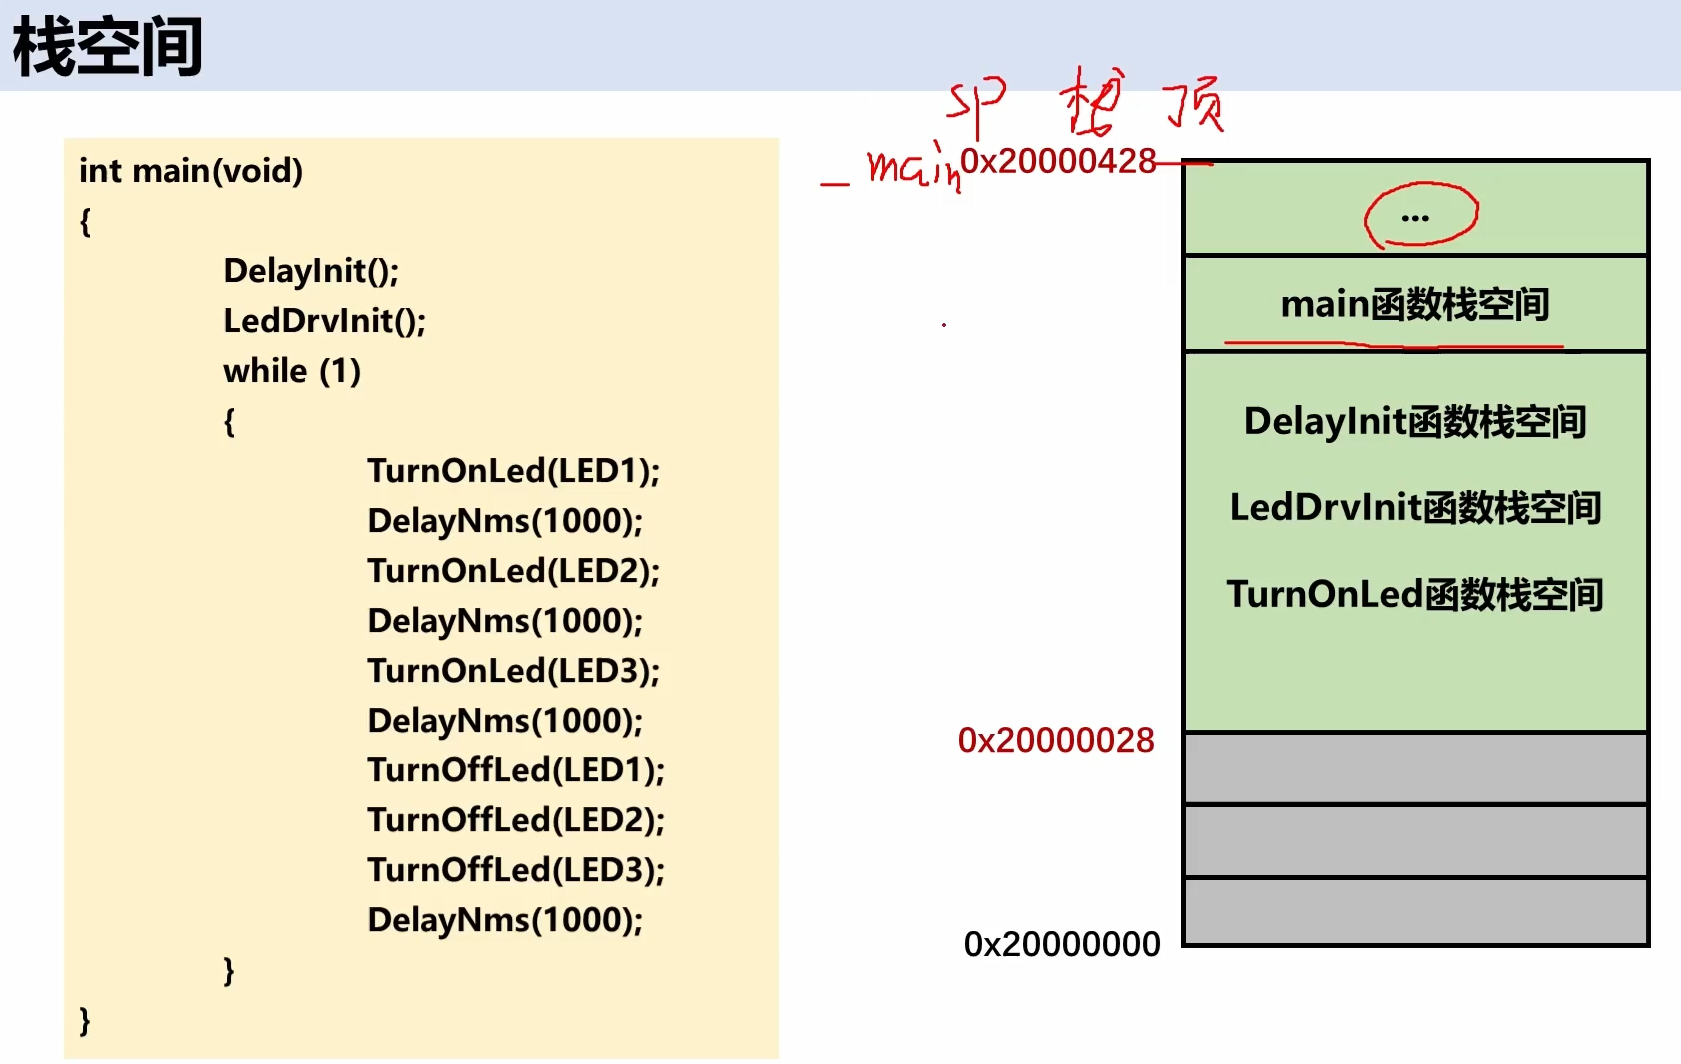 栈空间
sp 栈 顶
_main
int main(void)
{
DelayInit();
LedDrvInit();
while (1)
{
TurnOnLed(LED1);
DelayNms(1000);
TurnOnLed(LED2);
DelayNms(1000);
TurnOnLed(LED3);
DelayNms(1000);
TurnOffLed(LED1);
TurnOffLed(LED2);
TurnOffLed(LED3);
DelayNms(1000);
}
}
0x20000428
...
main函数栈空间
DelayInit函数栈空间
LedDrvInit函数栈空间
TurnOnLed函数栈空间
0x20000028
0x20000000